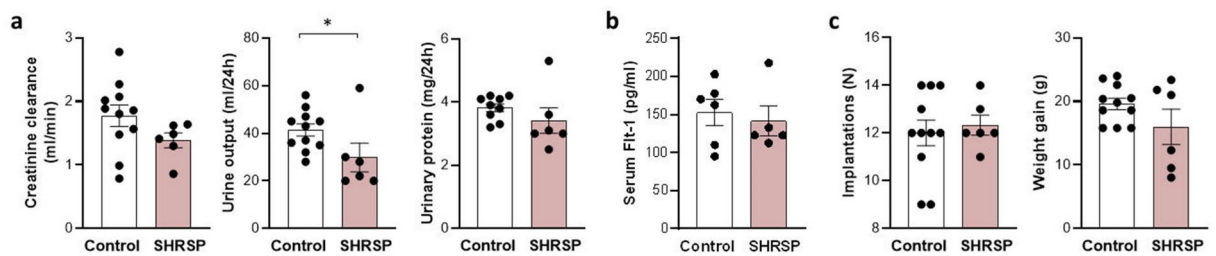 a
b
c
Creatinine clearance
(ml/min)
3
2
1
0
Control SHRSP
Urine output (ml/24h)
80
60
40
20
0
*
Control SHRSP
Urinary protein (mg/24h)
6
4
2
0
Control SHRSP
Serum Flt-1 (pg/ml)
250
200
150
100
50
0
Control SHRSP
Implantations (N)
16
14
12
10
8
Control SHRSP
Weight gain (g)
30
20
10
0
Control SHRSP